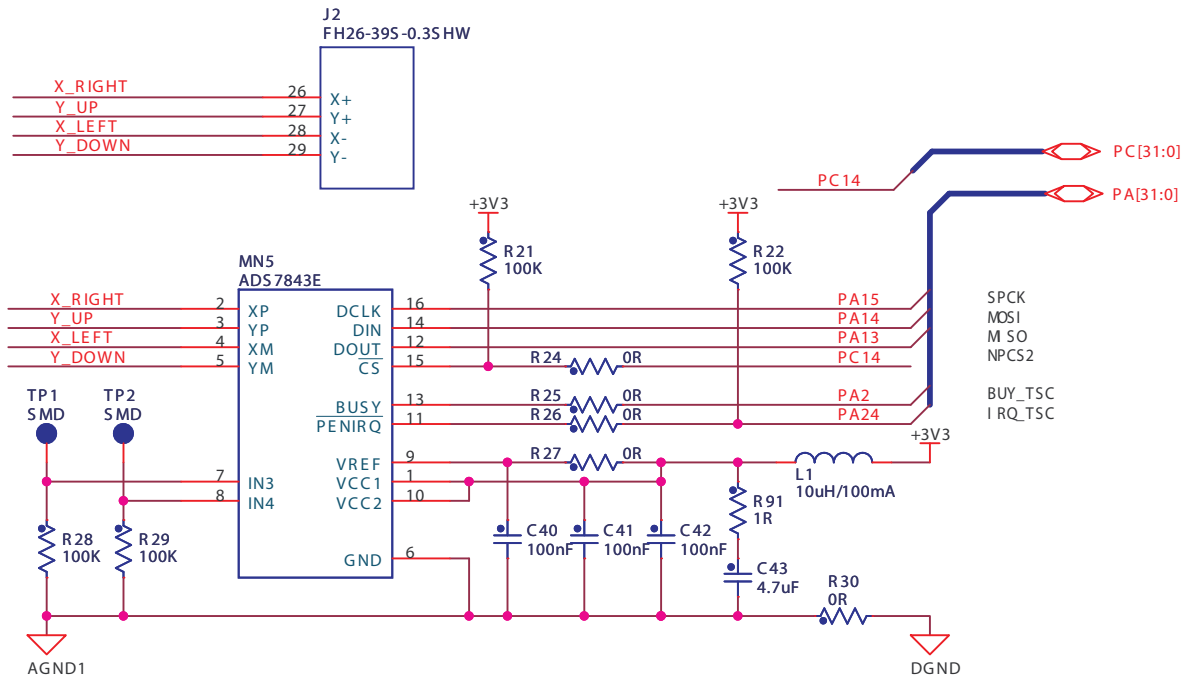 J2
FH26-39S-0.3SHW
X_RIGHT 26 X+
Y_UP 27 Y+
X_LEFT 28 X-
Y_DOWN 29 Y-
PC[31:0]
PC14
PA[31:0]
+3V3 +3V3
R21
100K
R22
100K
MN5
ADS7843E
X_RIGHT 2 XP DCLK 16 PA15 SPCK
Y_UP 3 YP DIN 14 PA14 MOSI
X_LEFT 4 XM DOUT 12 PA13 MISO
Y_DOWN 5 YM CS 15 R24 0R PC14 NPCS2
TP1
SMD
TP2
SMD
BUSY 13 R25 0R PA2 BUY_TSC
PENIRQ 11 R26 0R PA24 IRQ_TSC
+3V3
VREF 9 R27 0R
L1
10uH/100mA
7 IN3 VCC1 1
8 IN4 VCC2 10
R91
1R
R28
100K
R29
100K
C40
100nF
C41
100nF
C42
100nF
GND 6
C43
4.7uF
R30
0R
AGND1 DGND